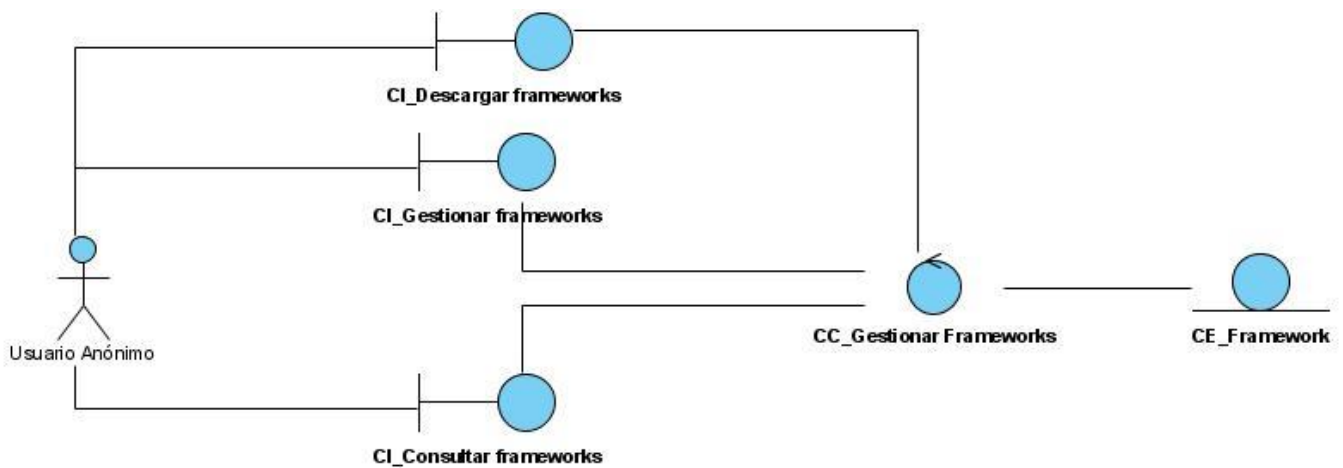 CI_Descargar frameworks
CI_Gestionar frameworks
Usuario Anónimo
CC_Gestionar Frameworks
CE_Framework
CI_Consultar frameworks